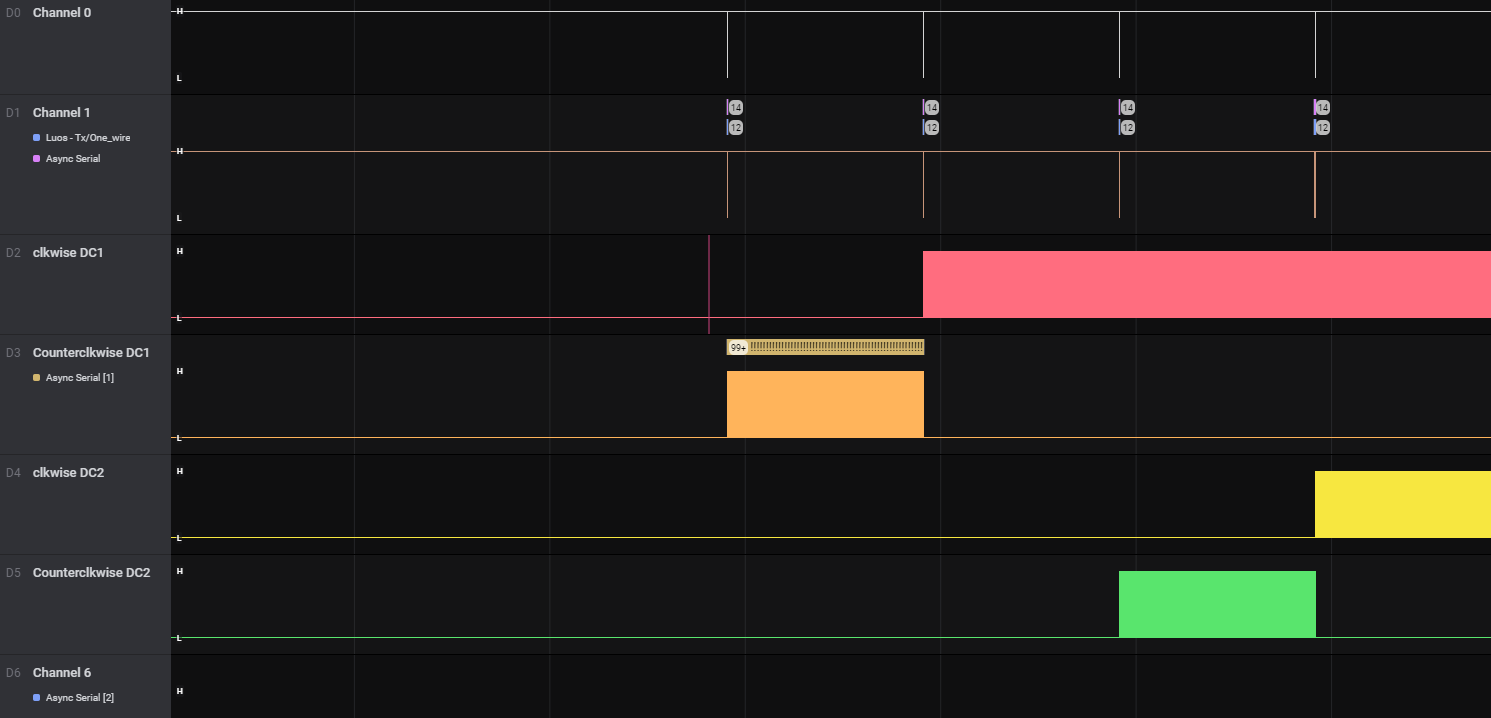 D0 Channel 0 H
L
14 14 14 14
D1 Channel 1
12 12 12 12
Luos - Tx/One_wire
H
Async Serial
L
D2 clkwise DC1 H
L
D3 Counterclkwise DC1 99+
H
Async Serial [1]
L
D4 clkwise DC2 H
L
D5 Counterclkwise DC2 H
L
D6 Channel 6
H
Async Serial [2]